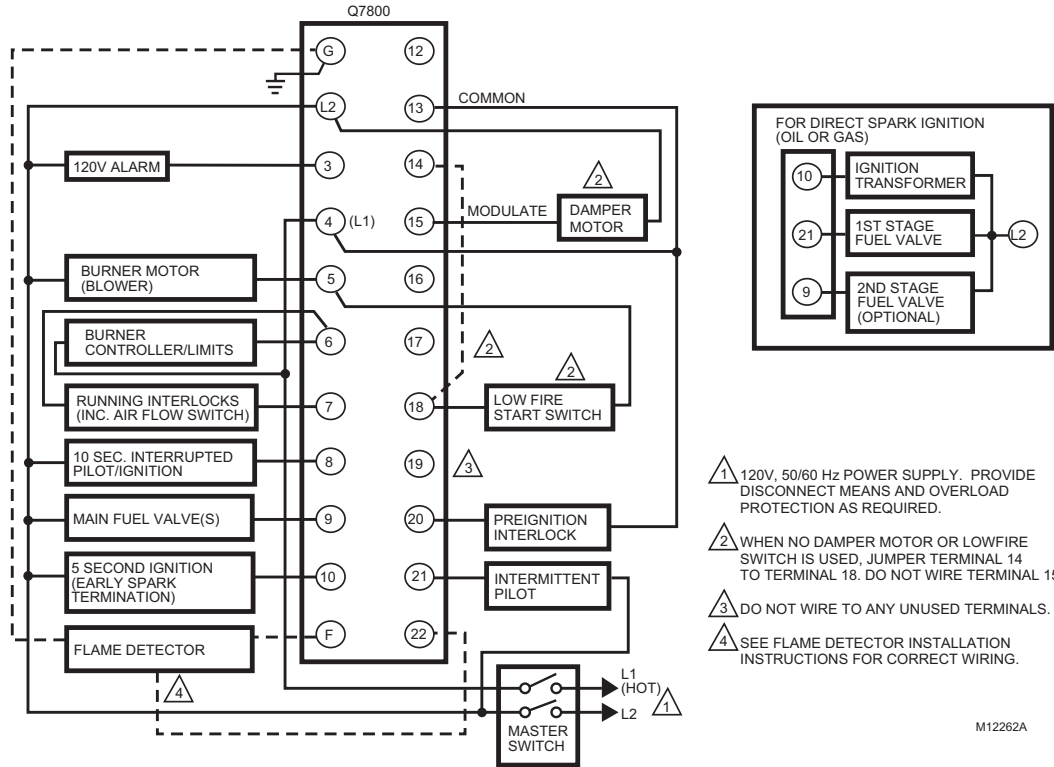 Q7800
G
12
L2
13
COMMON
120V ALARM
3
14
2
4
(L1)
15
MODULATE
DAMPER
MOTOR
BURNER MOTOR
(BLOWER)
5
16
BURNER
CONTROLLER/LIMITS
6
17
2
2
RUNNING INTERLOCKS
(INC. AIR FLOW SWITCH)
7
18
LOW FIRE
START SWITCH
10 SEC. INTERRUPTED
PILOT/IGNITION
8
19
3
MAIN FUEL VALVE(S)
9
20
PREIGNITION
INTERLOCK
5 SECOND IGNITION
(EARLY SPARK
TERMINATION)
10
21
INTERMITTENT
PILOT
FLAME DETECTOR
F
22
4
L1
(HOT)
L2
1
MASTER
SWITCH
FOR DIRECT SPARK IGNITION
(OIL OR GAS)
10
IGNITION
TRANSFORMER
21
1ST STAGE
FUEL VALVE
L2
9
2ND STAGE
FUEL VALVE
(OPTIONAL)
1 120V, 50/60 Hz POWER SUPPLY. PROVIDE
DISCONNECT MEANS AND OVERLOAD
PROTECTION AS REQUIRED.
2 WHEN NO DAMPER MOTOR OR LOWFIRE
SWITCH IS USED, JUMPER TERMINAL 14
TO TERMINAL 18. DO NOT WIRE TERMINAL 15
3 DO NOT WIRE TO ANY UNUSED TERMINALS.
4 SEE FLAME DETECTOR INSTALLATION
INSTRUCTIONS FOR CORRECT WIRING.
M12262A